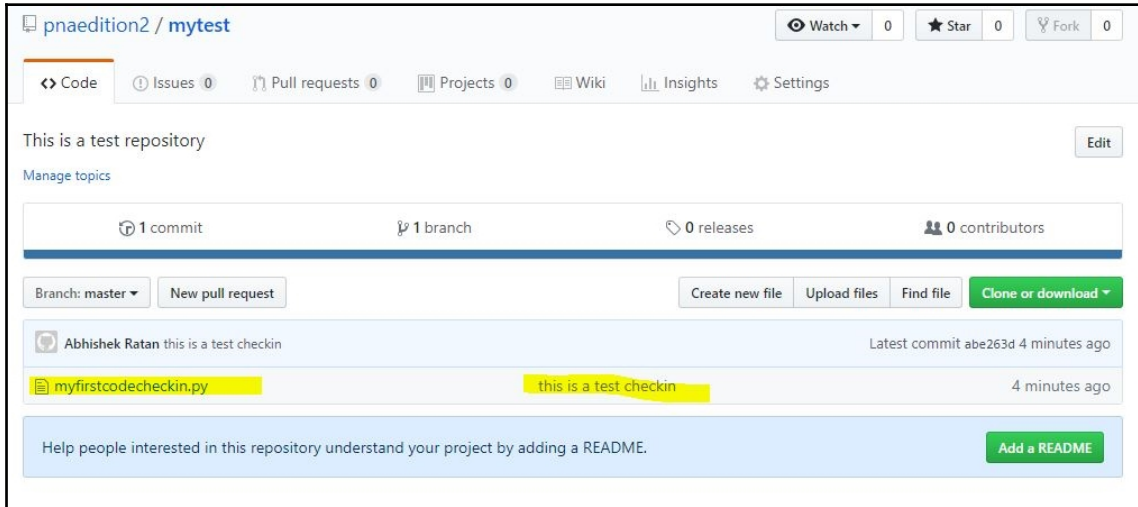 pnaedition2 / mytest
Watch 0 Star 0 Fork 0
Code Issues 0 Pull requests 0 Projects 0 Wiki Insights Settings
This is a test repository Edit
Manage topics
1 commit 1 branch 0 releases 0 contributors
Branch: master New pull request Create new file Upload files Find file Clone or download
Abhishek Ratan this is a test checkin Latest commit abe263d 4 minutes ago
myfirstcodecheckin.py this is a test checkin 4 minutes ago
Help people interested in this repository understand your project by adding a README. Add a README